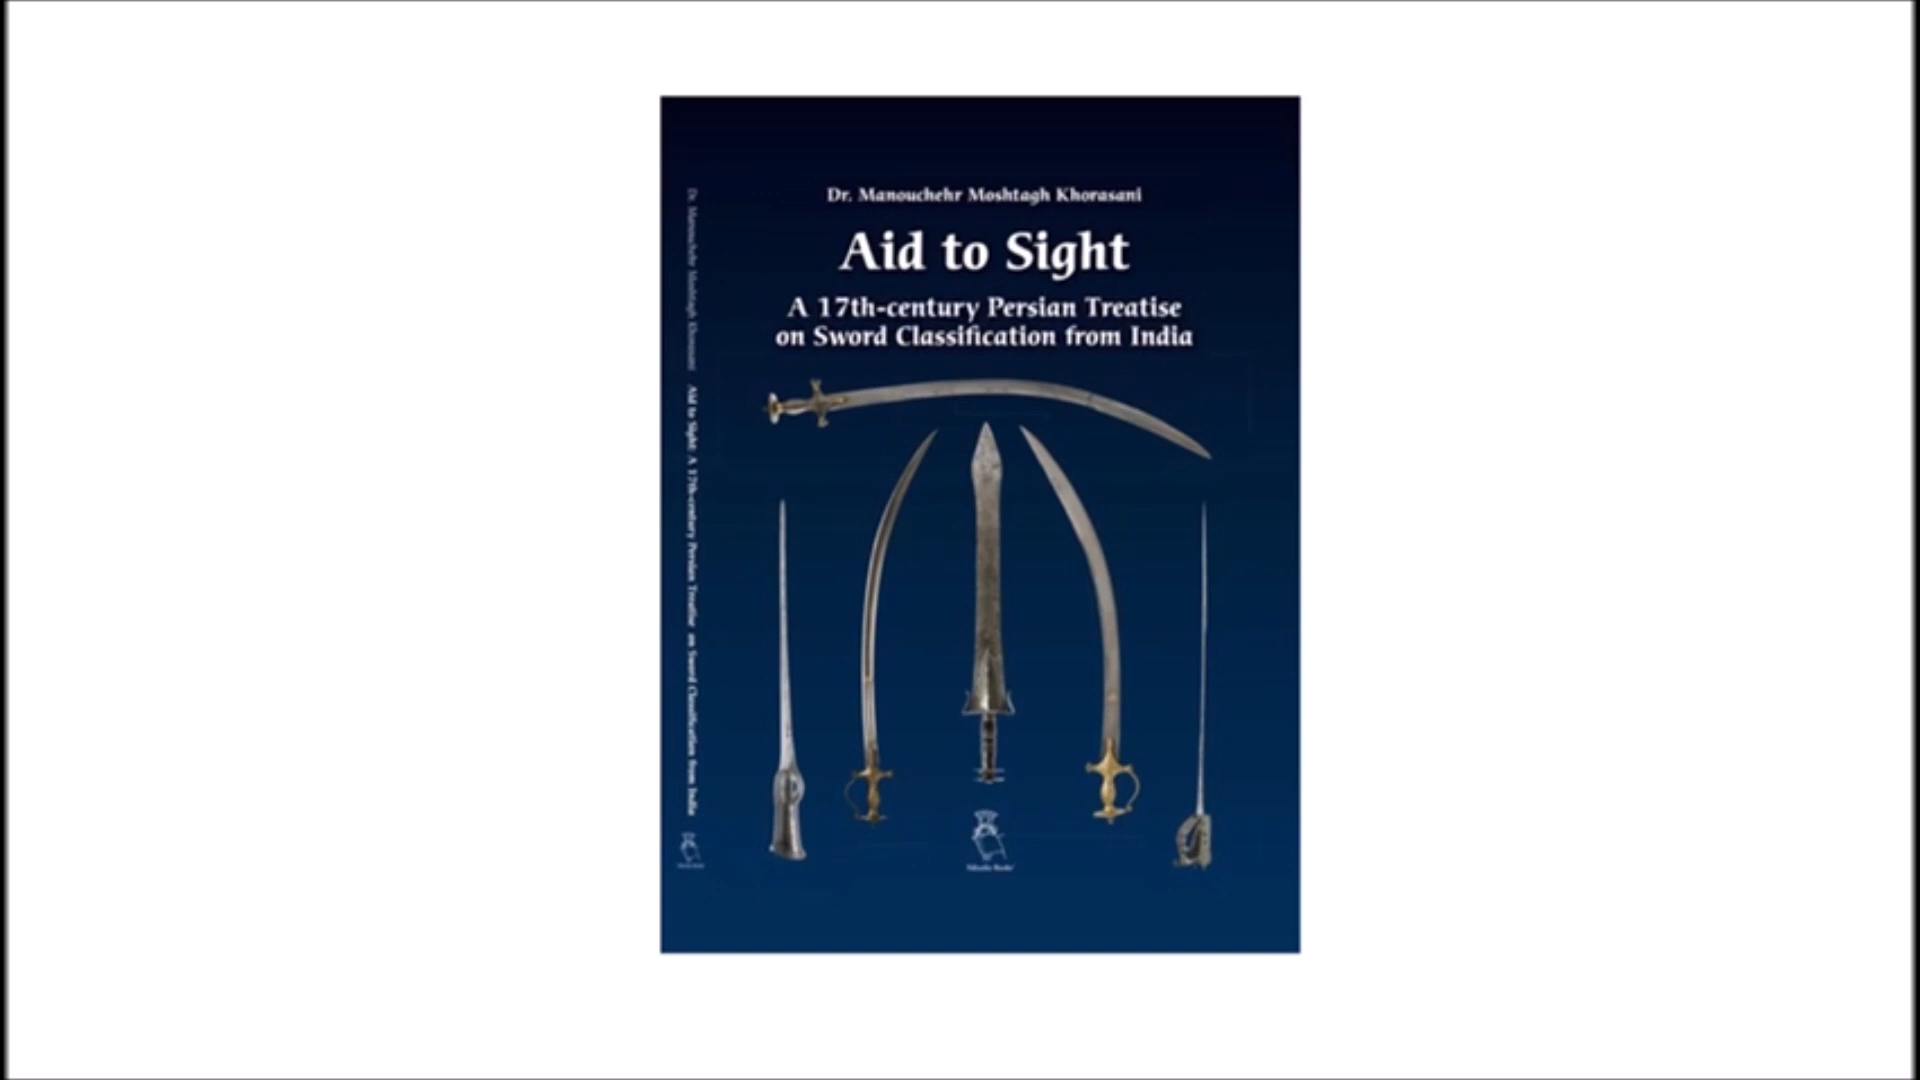 Dr. Manouchehr Moshtagh Khorasani
Aid to Sight
A 17th-century Persian Treatise
on Sword Classification from India
Dr. Manouchehr Moshtagh Khorasani Aid to Sight: A 17th-century Persian Treatise on Sword Classification from India